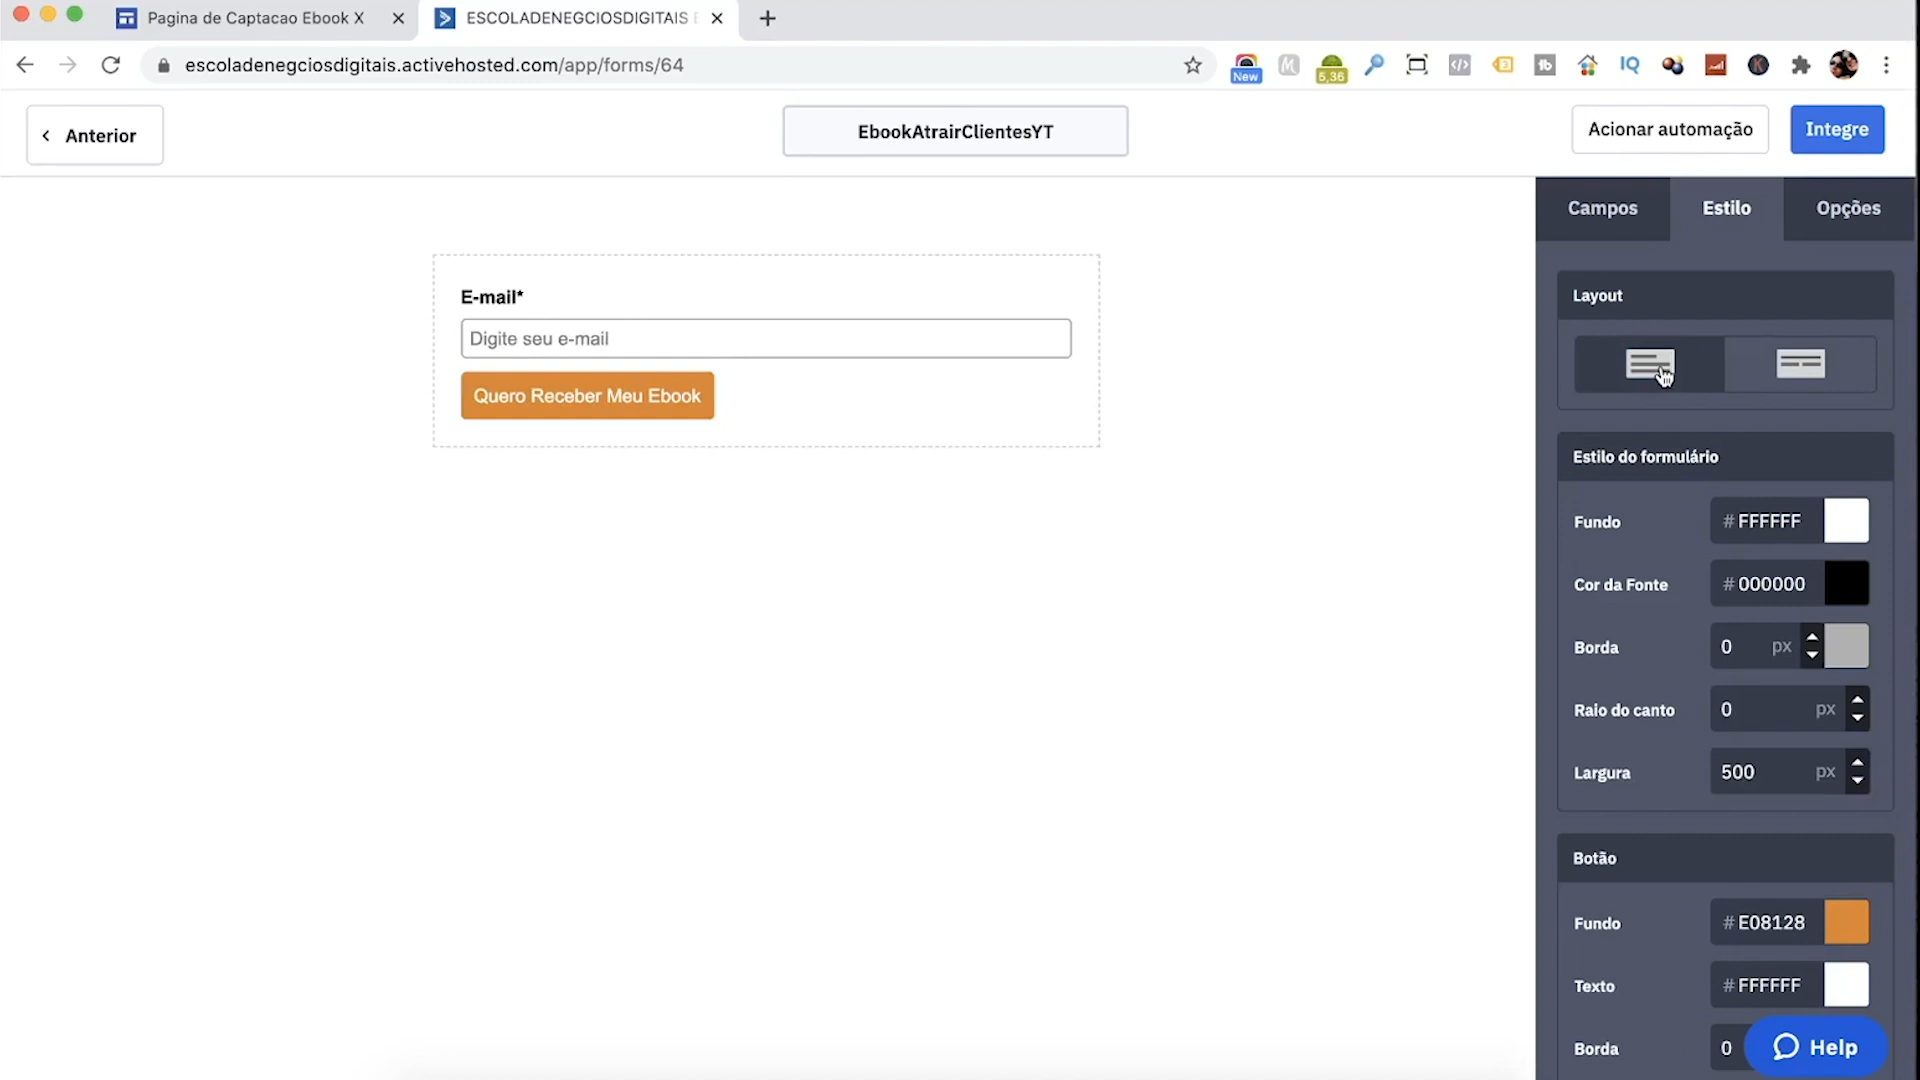 Pagina de Captacao Ebook X
ESCOLADENEGCIOSDIGITAIS
escoladenegciosdigitais.activehosted.com/app/forms/64
New
5,36
IQ
Anterior
EbookAtrairClientesYT
Acionar automação
Integre
Campos
Estilo
Opções
Layout
E-mail*
Digite seu e-mail
Quero Receber Meu Ebook
Estilo do formulário
Fundo
#FFFFFF
Cor da Fonte
#000000
Borda
0 px
Raio do canto
0 px
Largura
500 px
Botão
Fundo
#E08128
Texto
#FFFFFF
Borda
0
Help